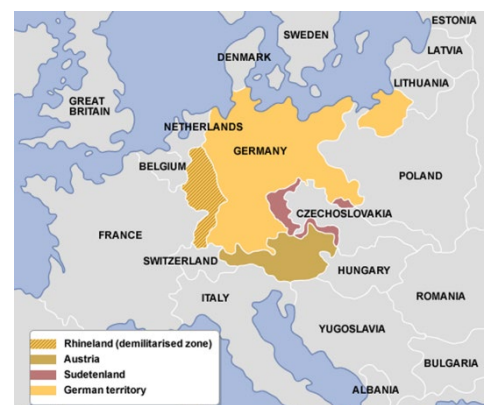 ESTONIA
SWEDEN
LATVIA
DENMARK
LITHUANIA
GREAT
BRITAIN
NETHERLANDS
GERMANY
BELGIUM
POLAND
CZECHOSLOVAKIA
FRANCE
SWITZERLAND
HUNGARY
ITALY
ROMANIA
YUGOSLAVIA
BULGARIA
ALBANIA
Rhineland (demilitarised zone)
Austria
Sudetenland
German territory